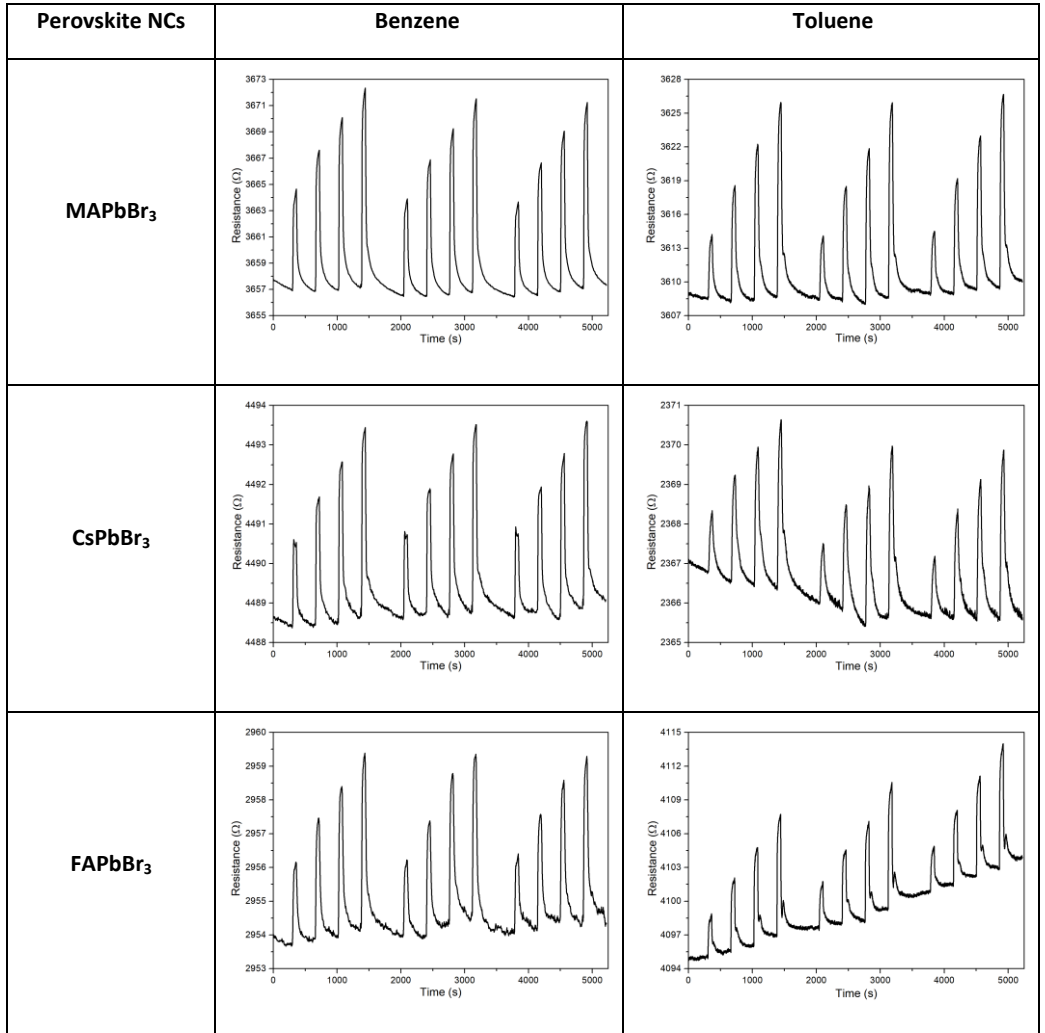 Perovskite NCs Benzene Toluene
MAPbBr₃
3673
3671
3669
3667
3665
3663
3661
3659
3657
3655
Resistance (Ω)
0 1000 2000 3000 4000 5000
Time (s)
3628
3625
3622
3619
3616
3613
3610
3607
Resistance (Ω)
0 1000 2000 3000 4000 5000
Time (s)
CsPbBr₃
4494
4493
4492
4491
4490
4489
4488
Resistance (Ω)
0 1000 2000 3000 4000 5000
Time (s)
2371
2370
2369
2368
2367
2366
2365
Resistance (Ω)
0 1000 2000 3000 4000 5000
Time (s)
FAPbBr₃
2960
2959
2958
2957
2956
2955
2954
2953
Resistance (Ω)
0 1000 2000 3000 4000 5000
Time (s)
4115
4112
4109
4106
4103
4100
4097
4094
Resistance (Ω)
0 1000 2000 3000 4000 5000
Time (s)